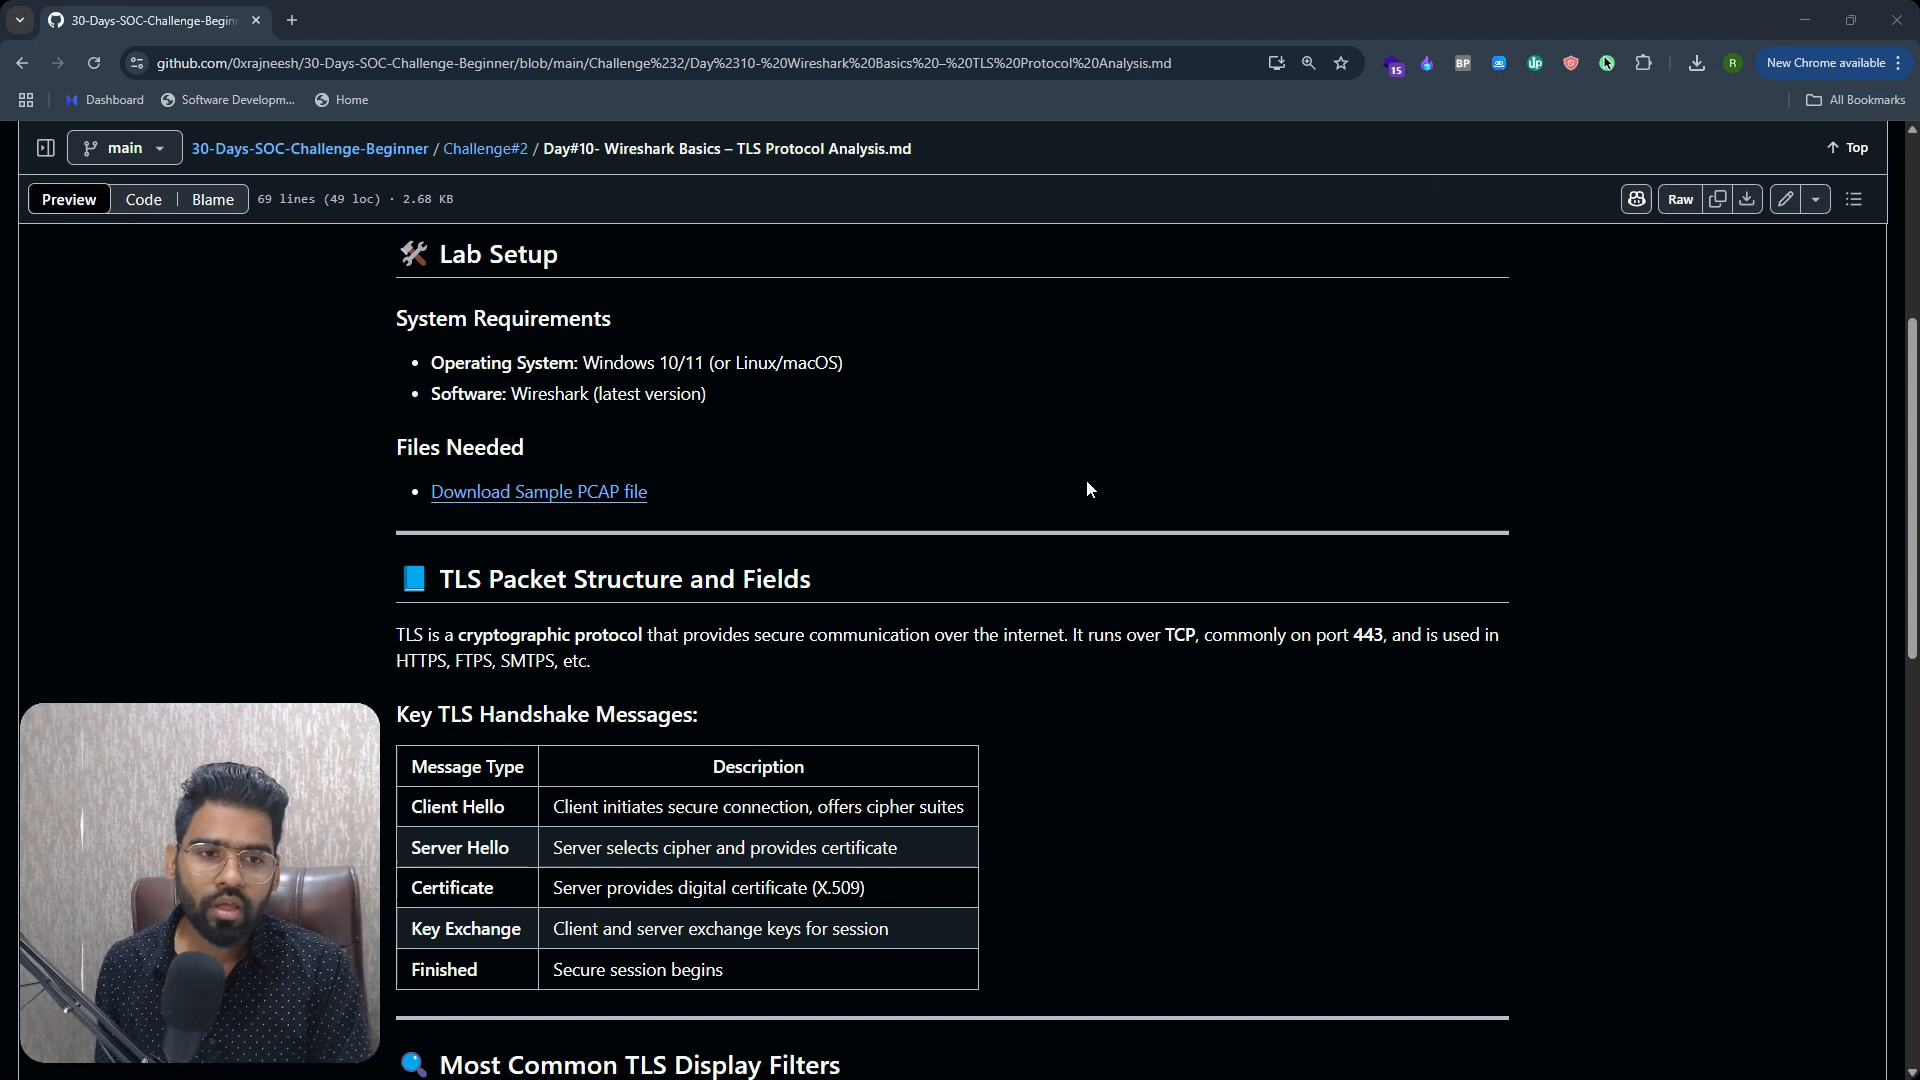 30-Days-SOC-Challenge-Beginn
github.com/0xrajneesh/30-Days-SOC-Challenge-Beginner/blob/main/Challenge%232/Day%2310-%20Wireshark%20Basics%20-%20TLS%20Protocol%20Analysis.md
15
BP
up
R
New Chrome available
Dashboard
Software Developm...
Home
All Bookmarks
main
30-Days-SOC-Challenge-Beginner / Challenge#2 / Day#10- Wireshark Basics – TLS Protocol Analysis.md
Top
Preview
Code
Blame
69 lines (49 loc) · 2.68 KB
Raw
Lab Setup
System Requirements
• Operating System: Windows 10/11 (or Linux/macOS)
• Software: Wireshark (latest version)
Files Needed
• Download Sample PCAP file
TLS Packet Structure and Fields
TLS is a cryptographic protocol that provides secure communication over the internet. It runs over TCP, commonly on port 443, and is used in
HTTPS, FTPS, SMTPS, etc.
Key TLS Handshake Messages:
Message Type Description
Client Hello Client initiates secure connection, offers cipher suites
Server Hello Server selects cipher and provides certificate
Certificate Server provides digital certificate (X.509)
Key Exchange Client and server exchange keys for session
Finished Secure session begins
Most Common TLS Display Filters